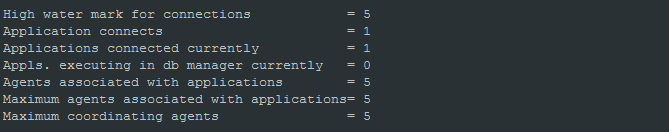 High water mark for connections             = 5
Application connects                        = 1
Applications connected currently            = 1
Appls. executing in db manager currently    = 0
Agents associated with applications         = 5
Maximum agents associated with applications= 5
Maximum coordinating agents                 = 5